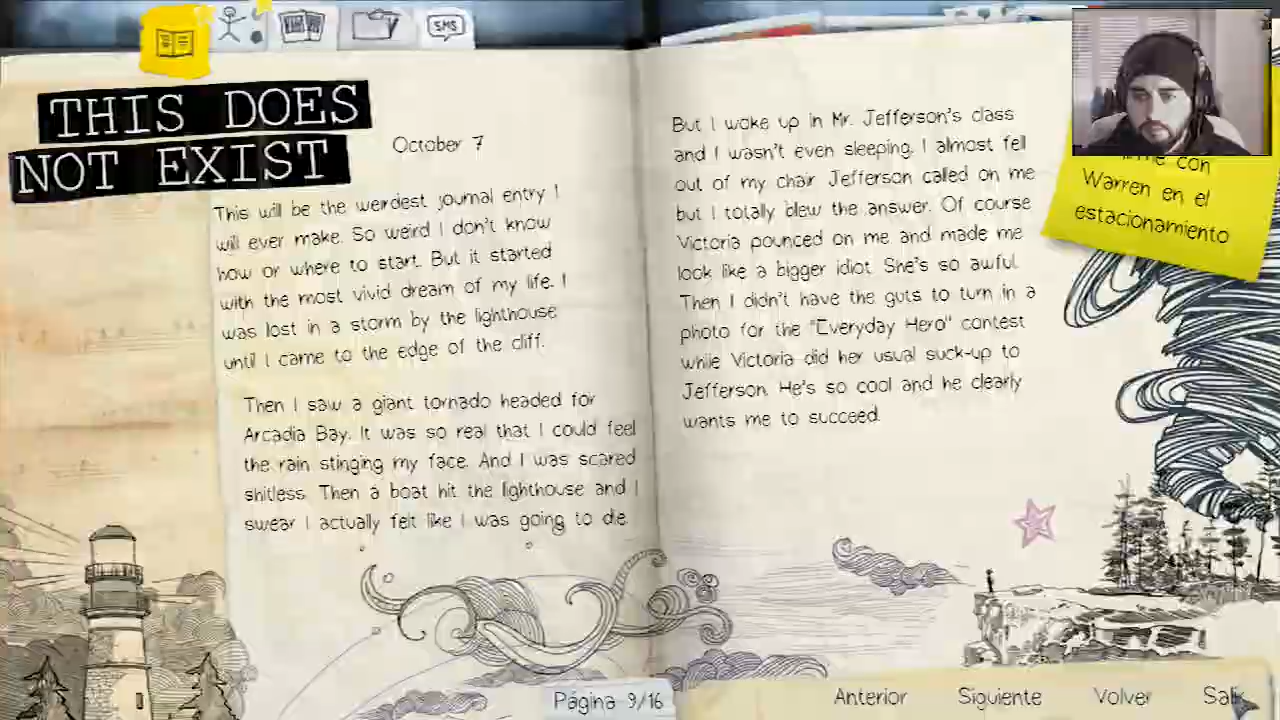 SMS
THIS DOES
NOT EXIST
October 7
This will be the weirdest journal entry I
will ever make. So weird I don't know
how or where to start. But it started
with the most vivid dream of my life. I
was lost in a storm by the lighthouse
until I came to the edge of the cliff.
Then I saw a giant tornado headed for
Arcadia Bay. It was so real that I could feel
the rain stinging my face. And I was scared
shitless. Then a boat hit the lighthouse and I
swear I actually felt like I was going to die.
But I woke up in Mr. Jefferson's class
and I wasn't even sleeping. I almost fell
out of my chair. Jefferson called on me
but I totally blew the answer. Of course
Victoria pounced on me and made me
look like a bigger idiot. She's so awful.
Then I didn't have the guts to turn in a
photo for the "Everyday Hero" contest
while Victoria did her usual suck-up to
Jefferson. He's so cool and he clearly
wants me to succeed.
con
Warren en el
estacionamiento
Página 9/16
Anterior
Siguiente
Volver
Salir